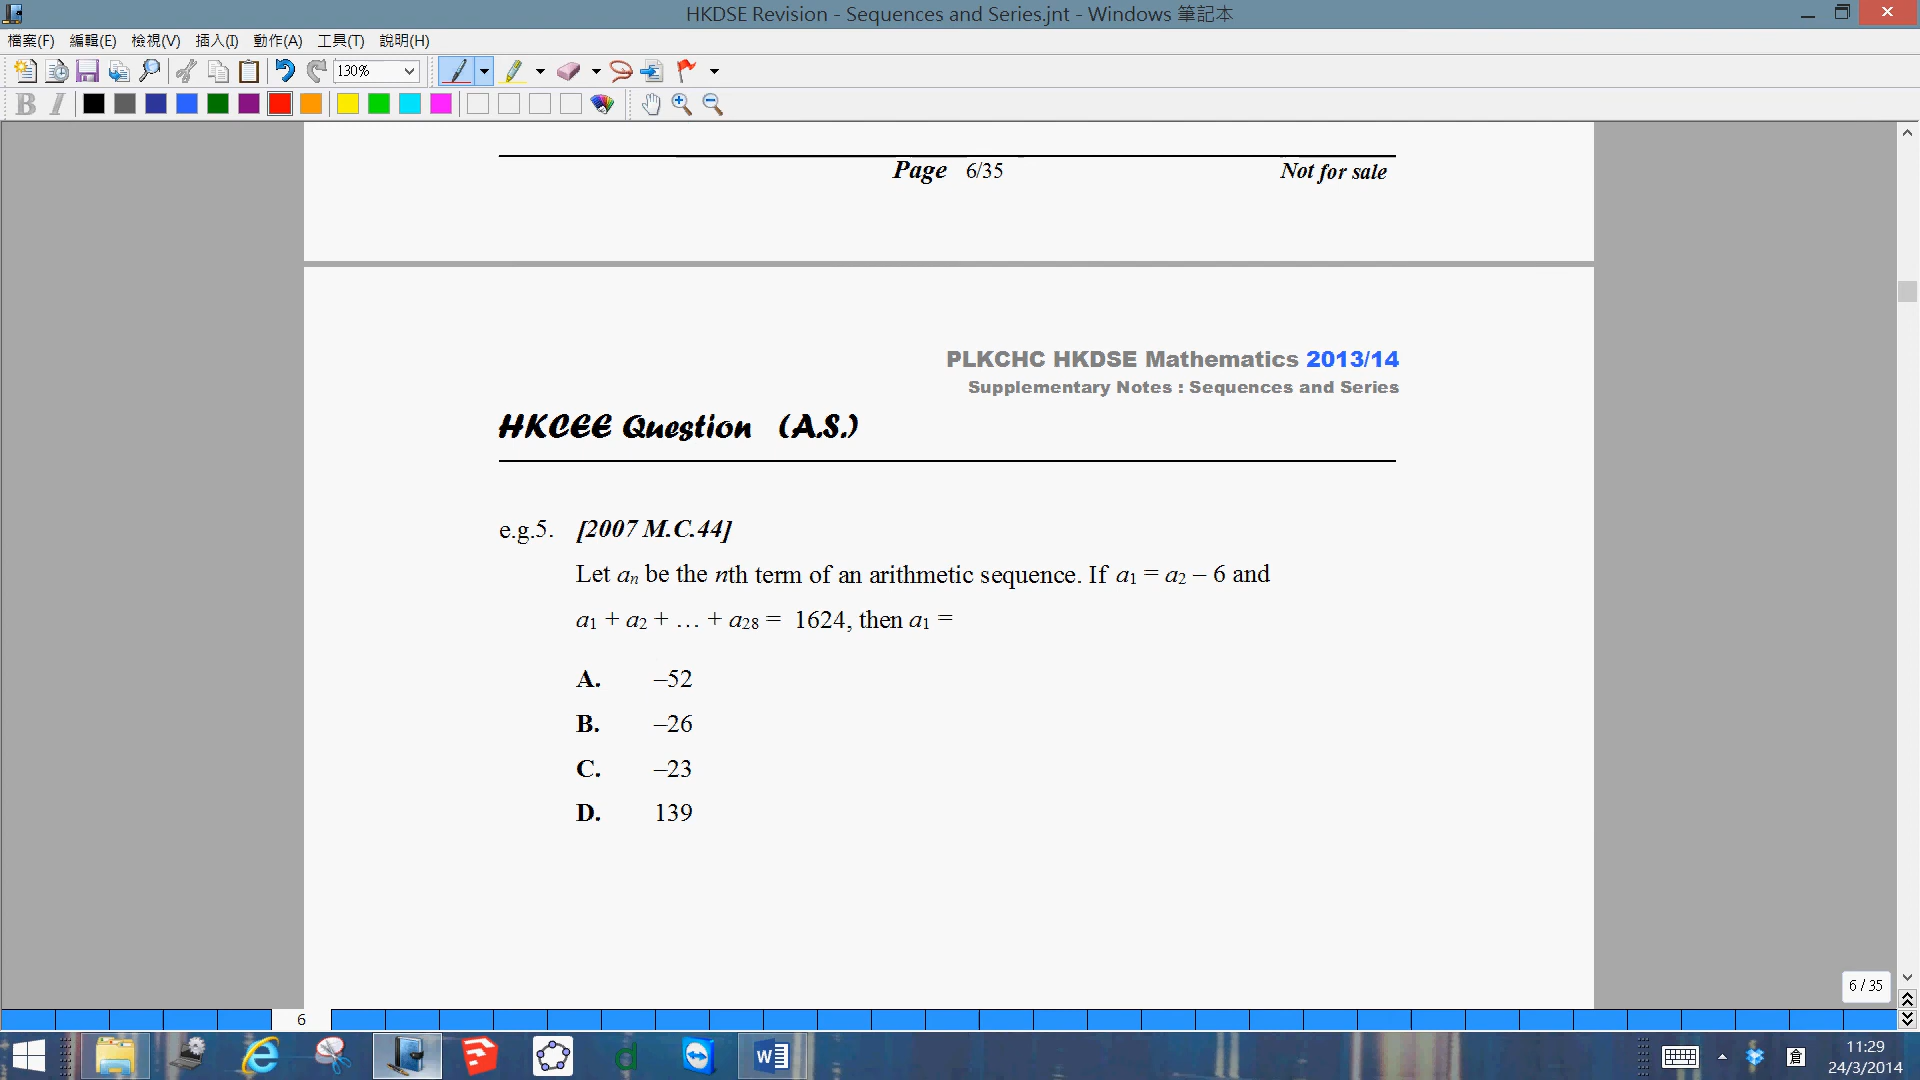 HKDSE Revision - Sequences and Series.jnt - Windows 筆記本
檔案(F) 編輯(E) 檢視(V) 插入(I) 動作(A) 工具(T) 說明(H)
130%
B I
Page 6/35 Not for sale
PLKCHC HKDSE Mathematics 2013/14
Supplementary Notes : Sequences and Series
HKCEE Question (A.S.)
e.g.5. [2007 M.C.44]
Let aₙ be the nth term of an arithmetic sequence. If a₁ = a₂ – 6 and
a₁ + a₂ + … + a₂₈ = 1624, then a₁ =
A. –52
B. –26
C. –23
D. 139
6 / 35
6
倉
11:29
24/3/2014